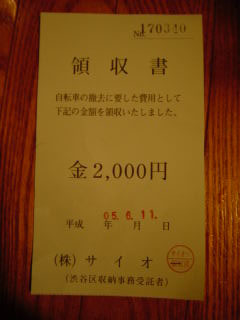 No. 170340
領収書
自転車の撤去に要した費用として
下記の金額を領収いたしました。
金2,000円
05.6.11.
平成 年 月 日
(株)サイオ
(渋谷区収納事務受託者)